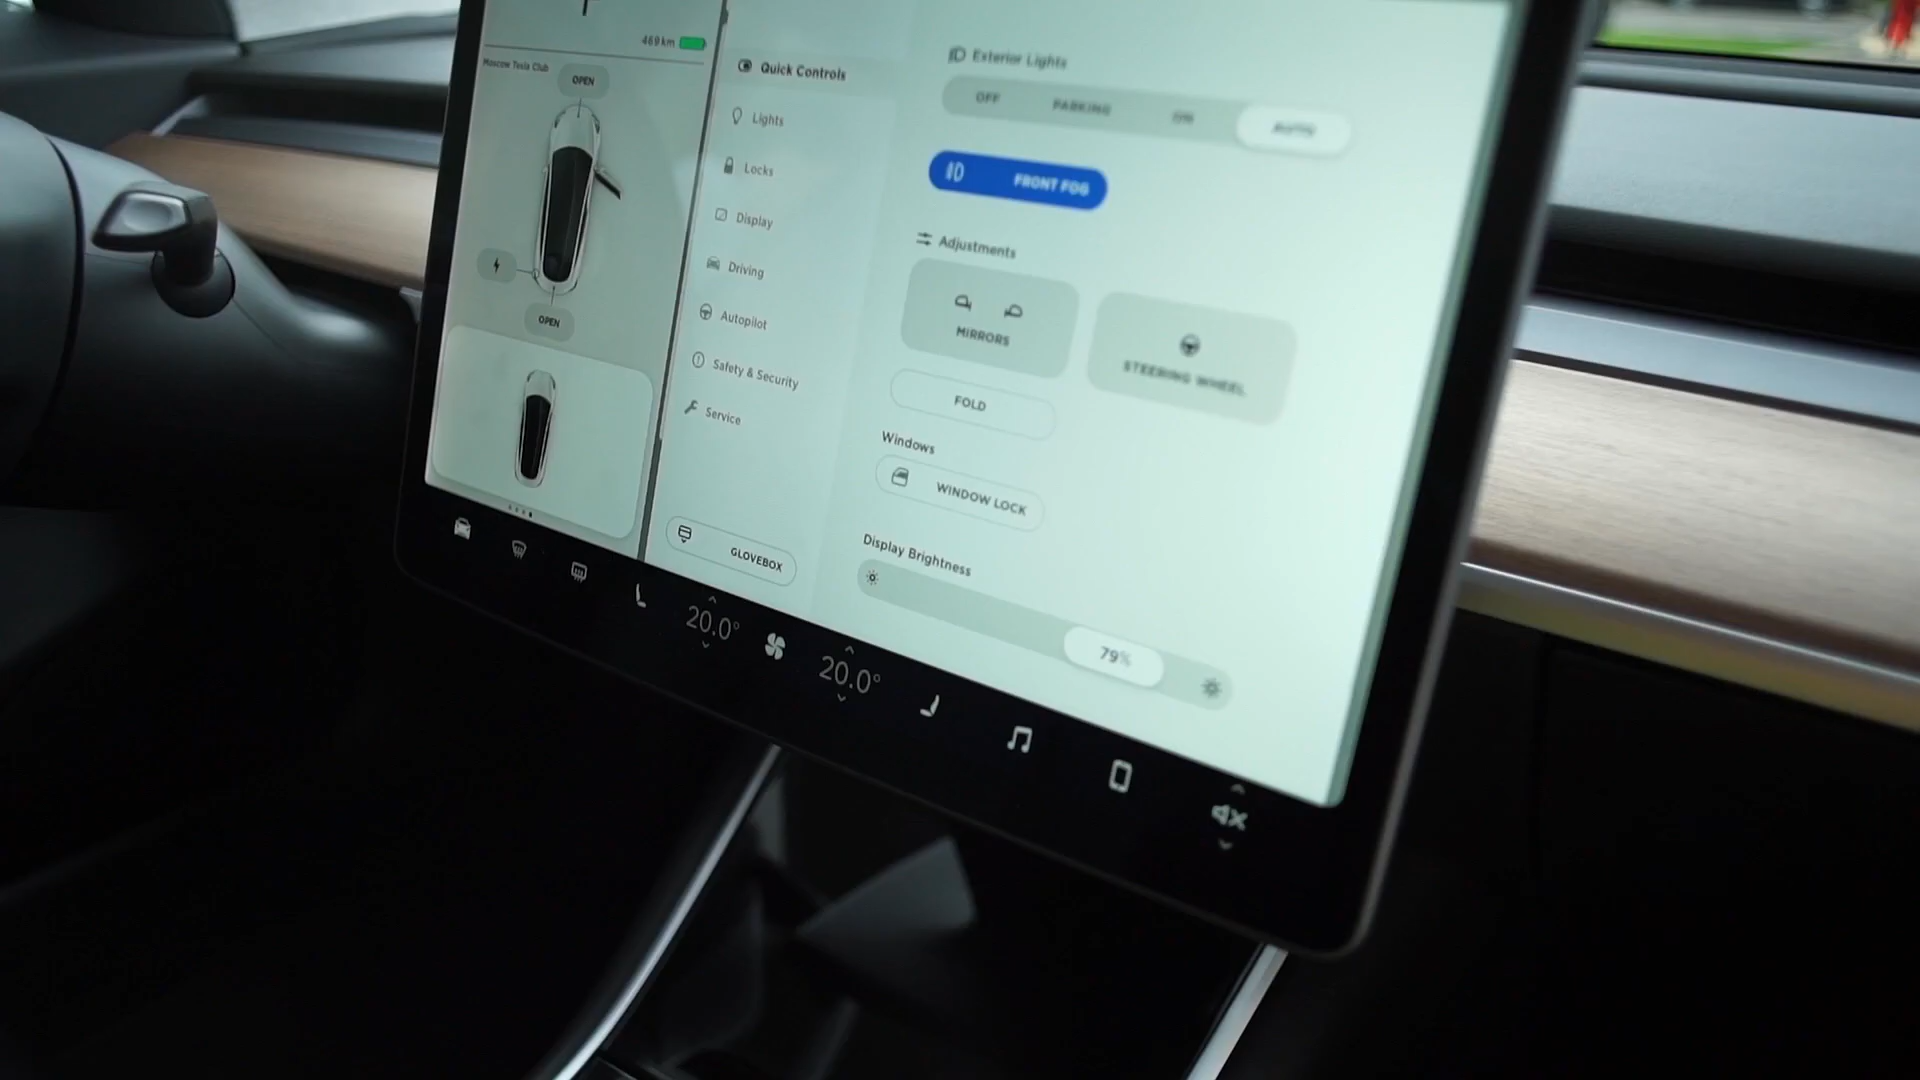 469 km
Moscow Tesla Club
OPEN
OPEN
Quick Controls
Lights
Locks
Display
Driving
Autopilot
Safety & Security
Service
GLOVEBOX
Exterior Lights
OFF PARKING ON AUTO
FRONT FOG
Adjustments
MIRRORS
STEERING WHEEL
FOLD
Windows
WINDOW LOCK
Display Brightness
79%
20.0°
20.0°